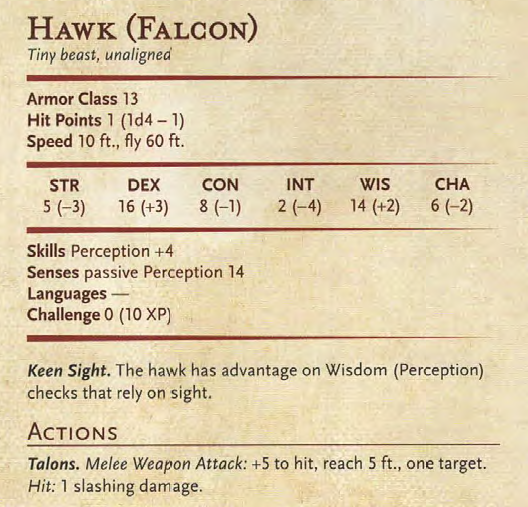 HAWK (FALCON)
Tiny beast, unaligned
Armor Class 13
Hit Points 1 (1d4 – 1)
Speed 10 ft., fly 60 ft.
STR DEX CON INT WIS CHA
5 (–3) 16 (+3) 8 (–1) 2 (–4) 14 (+2) 6 (–2)
Skills Perception +4
Senses passive Perception 14
Languages —
Challenge 0 (10 XP)
Keen Sight. The hawk has advantage on Wisdom (Perception)
checks that rely on sight.
ACTIONS
Talons. Melee Weapon Attack: +5 to hit, reach 5 ft., one target.
Hit: 1 slashing damage.